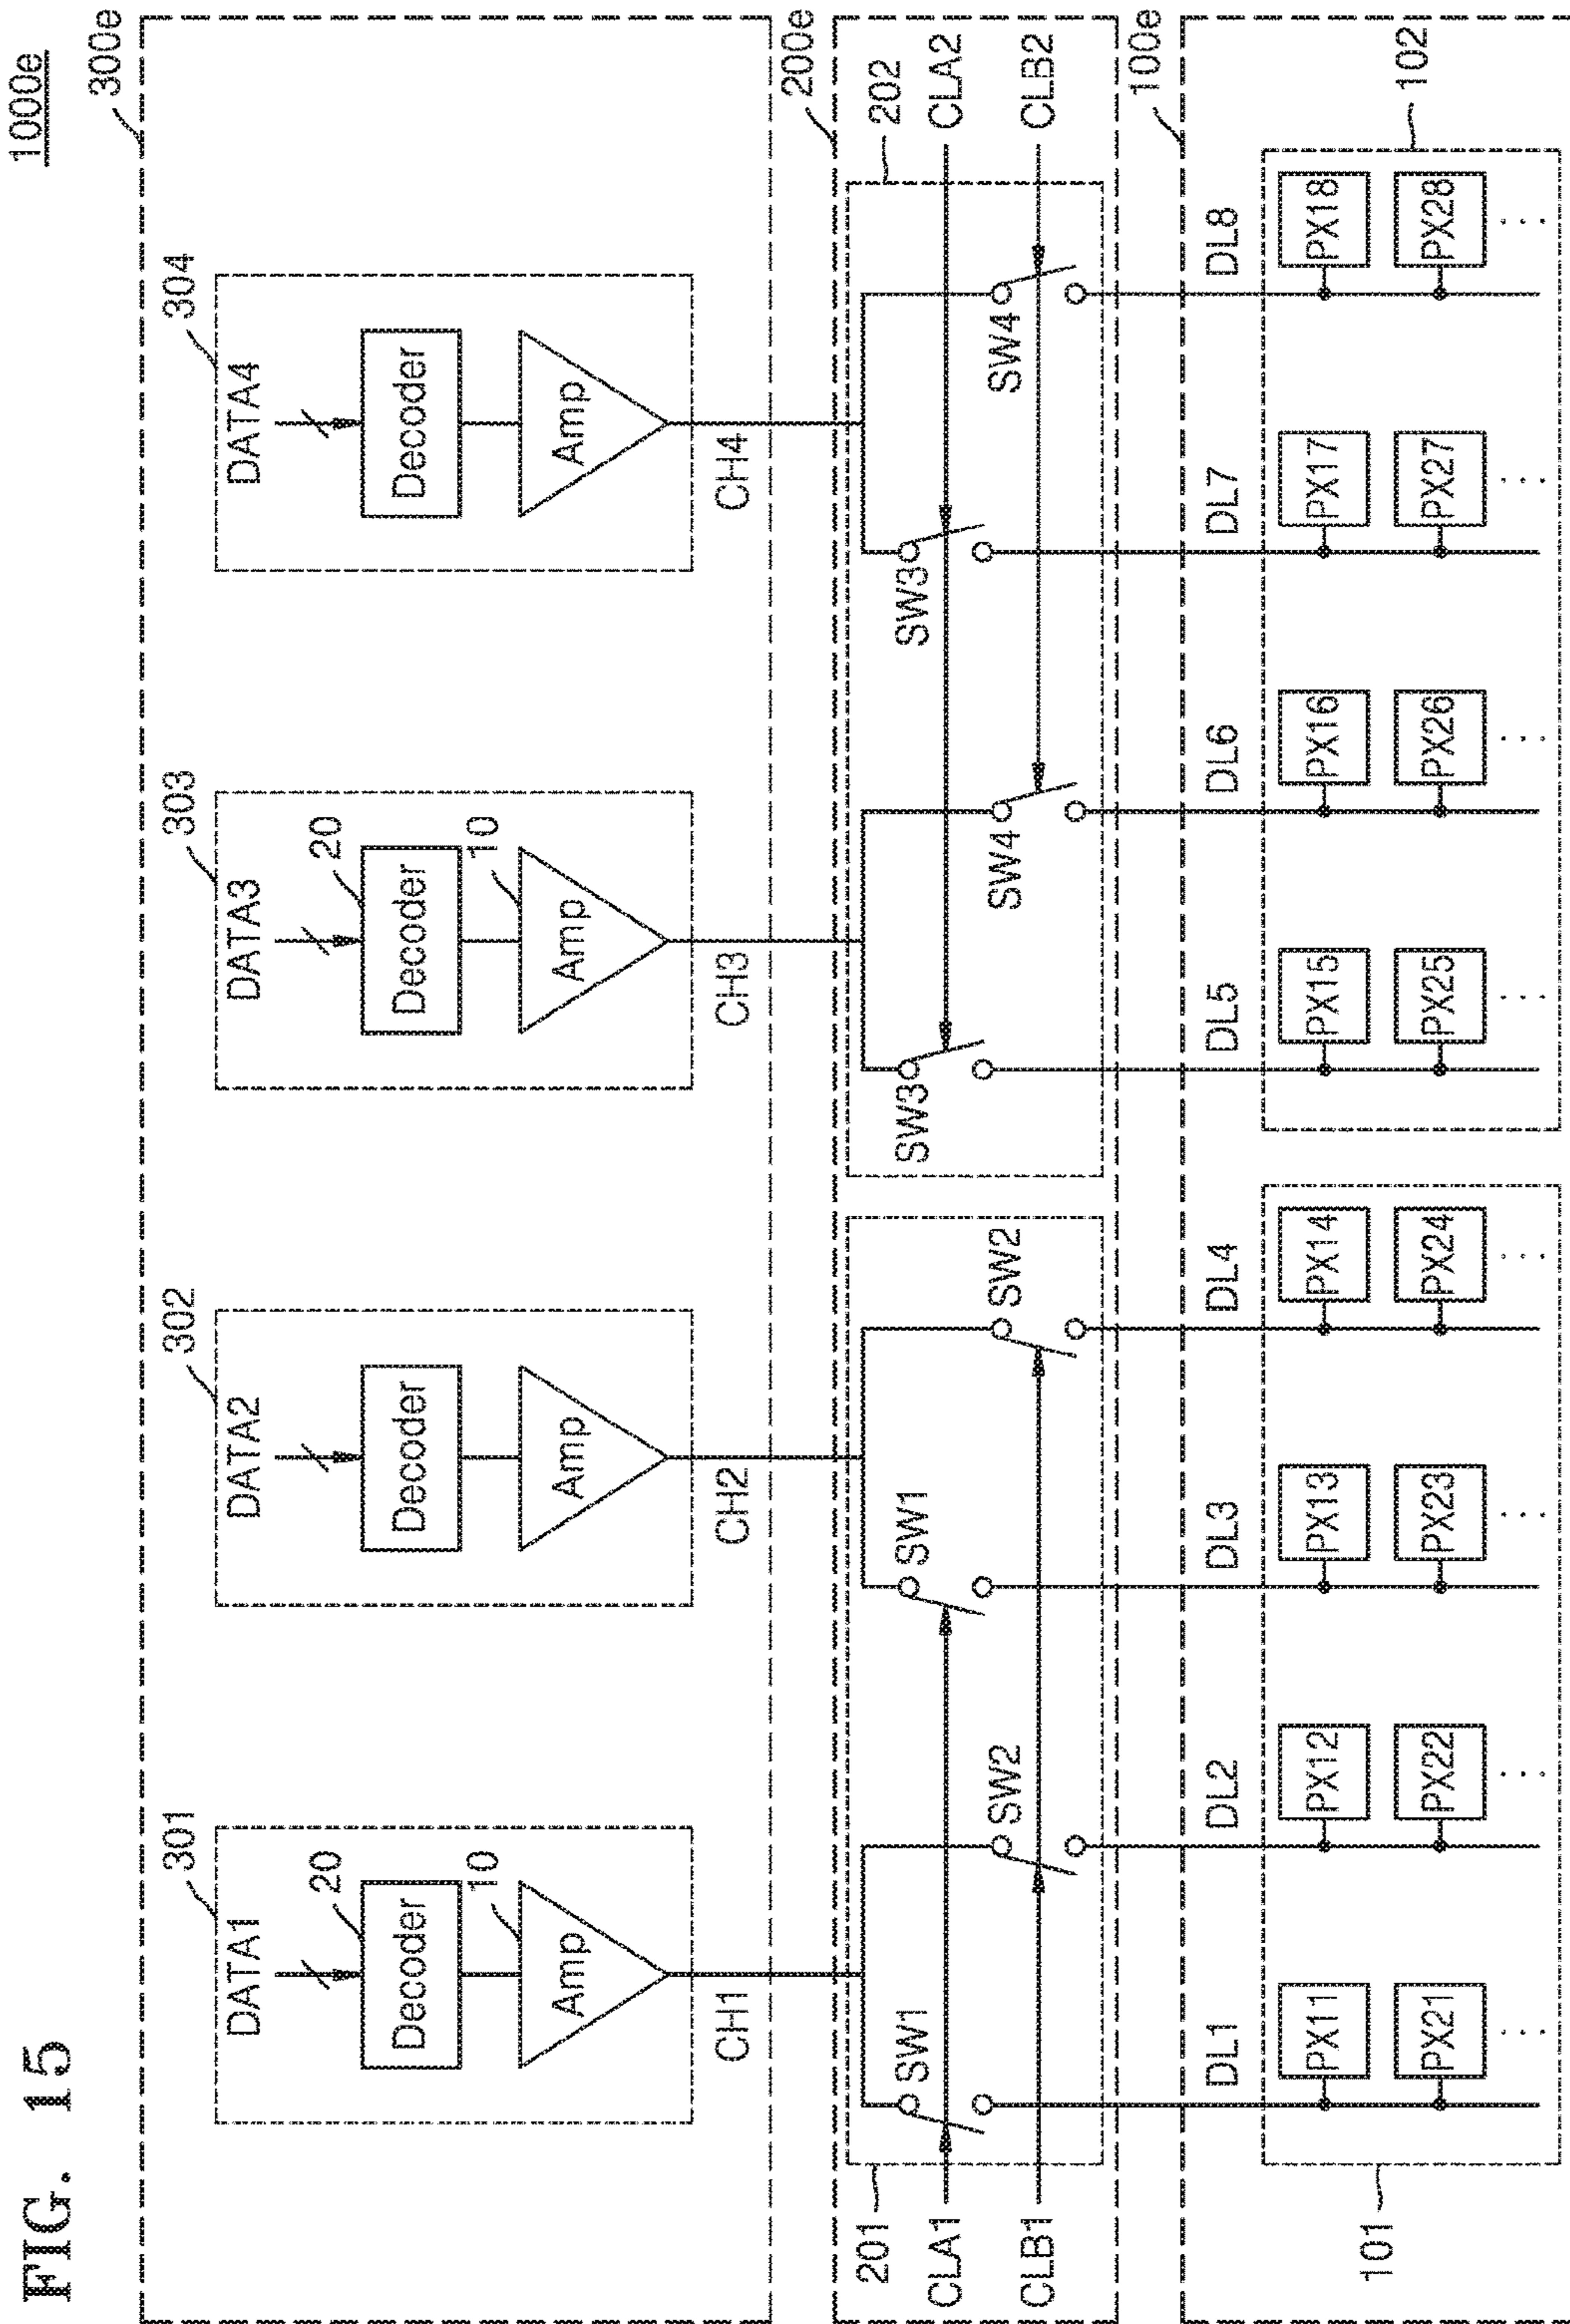 FIG. 15
1000e
300e
301
302
303
304
DATA1
DATA2
DATA3
DATA4
20
20
Decoder
Decoder
Decoder
Decoder
10
10
Amp
Amp
Amp
Amp
CH1
CH2
CH3
CH4
200e
201
202
SW1
SW1
SW3
SW3
CLA1
CLA2
SW2
SW2
SW4
SW4
CLB1
CLB2
100e
DL1
DL2
DL3
DL4
DL5
DL6
DL7
DL8
PX11
PX12
PX13
PX14
PX15
PX16
PX17
PX18
PX21
PX22
PX23
PX24
PX25
PX26
PX27
PX28
...
...
...
...
...
...
...
...
101
102